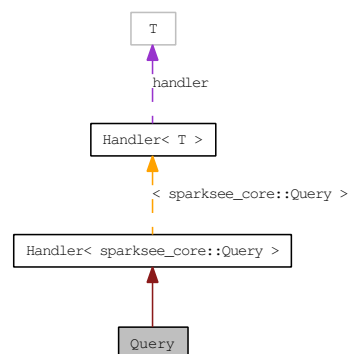 T
handler
Handler< T >
< sparksee_core::Query >
Handler< sparksee_core::Query >
Query